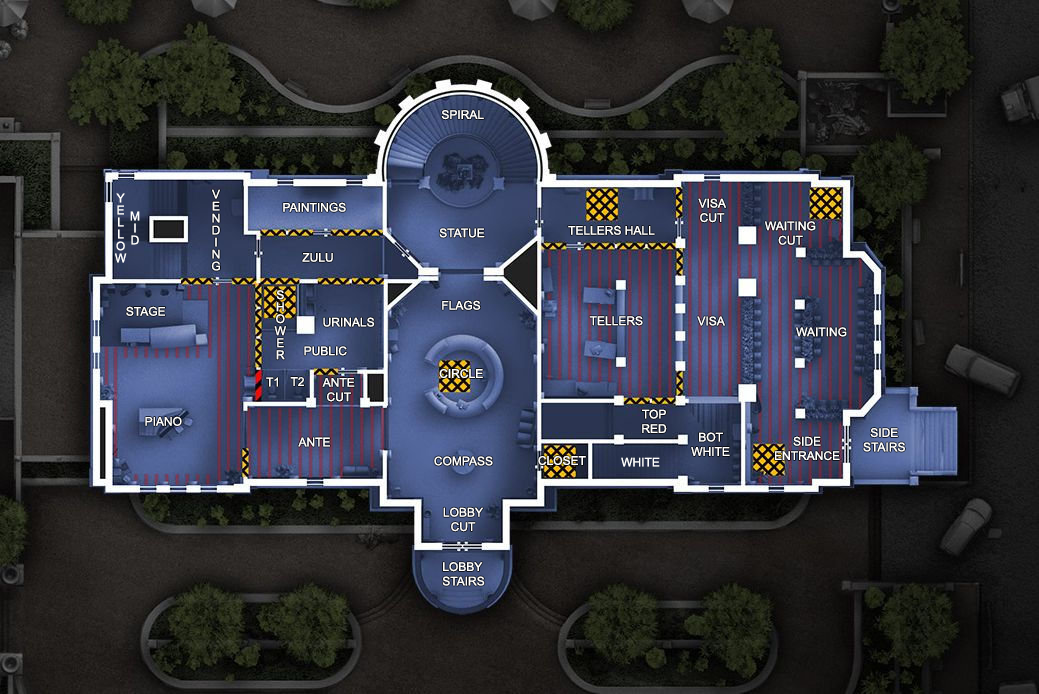 SPIRAL
YELLOW
MID
VENDING
PAINTINGS
STATUE
TELLERS HALL
VISA
CUT
WAITING
CUT
ZULU
STAGE
SHOWER
URINALS
PUBLIC
FLAGS
TELLERS
VISA
WAITING
T1
T2
ANTE
CUT
CIRCLE
PIANO
ANTE
TOP
RED
BOT
WHITE
SIDE
ENTRANCE
SIDE
STAIRS
COMPASS
CLOSET
WHITE
LOBBY
CUT
LOBBY
STAIRS